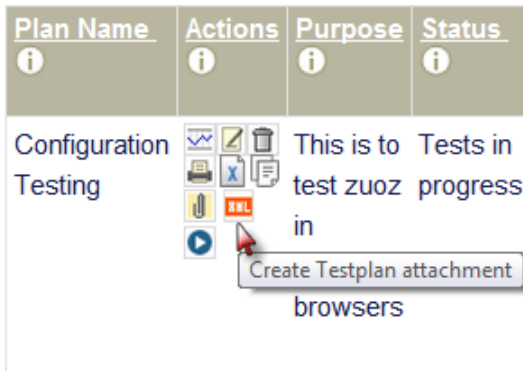 Plan Name Actions Purpose Status
Configuration Testing
XML
This is to
test zuoz
in
browsers
Tests in
progress
Create Testplan attachment